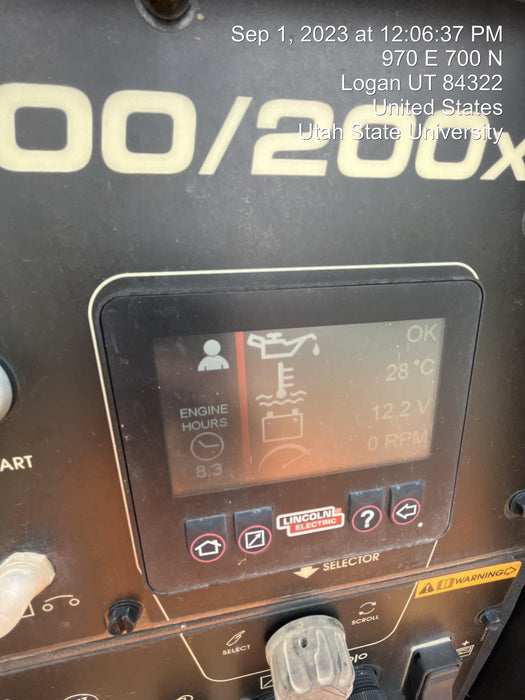 Sep 1, 2023 at 12:06:37 PM
970 E 700 N
Logan UT 84322
United States
Utah State University
00/200x
OK
28 °C
ENGINE
HOURS
12.2 V
0 RPM
8.3
ART
LINCOLN
ELECTRIC
?
SELECTOR
WARNING
SELECT
SCROLL